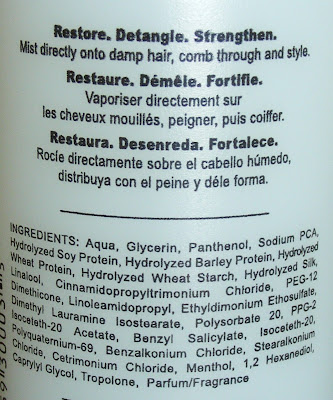 Restore. Detangle. Strengthen.
Mist directly onto damp hair, comb through and style.
Restaure. Démêle. Fortifie.
Vaporiser directement sur
les cheveux mouillés, peigner, puis coiffer.
Restaura. Desenreda. Fortalece.
Rocíe directamente sobre el cabello húmedo,
distribuya con el peine y déle forma.
INGREDIENTS: Aqua, Glycerin, Panthenol, Sodium PCA,
Hydrolyzed Soy Protein, Hydrolyzed Barley Protein, Hydrolyzed
Wheat Protein, Hydrolyzed Wheat Starch, Hydrolyzed Silk,
Linalool, Cinnamidopropyltrimonium Chloride, PEG-12
Dimethicone, Linoleamidopropyl, Ethyldimonium Ethosulfate,
Dimethyl Lauramine Isostearate, Polysorbate 20, PPG-2
Isoceteth-20 Acetate, Benzyl Salicylate, Isoceteth-20,
Polyquaternium-69, Benzalkonium Chloride, Stearalkonium
Chloride, Cetrimonium Chloride, Menthol, 1,2 Hexanediol,
Caprylyl Glycol, Tropolone, Parfum/Fragrance